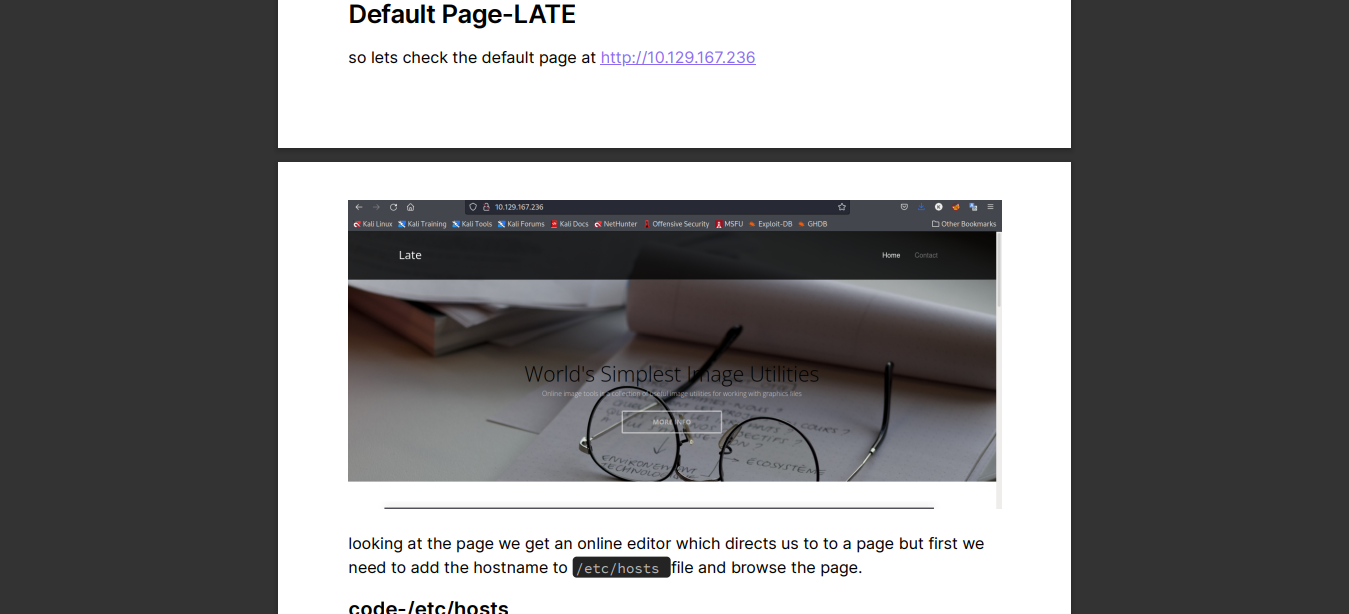 Default Page-LATE
so lets check the default page at http://10.129.167.236
10.129.167.236
Kali Linux Kali Training Kali Tools Kali Forums Kali Docs NetHunter Offensive Security MSFU Exploit-DB GHDB Other Bookmarks
Late Home Contact
World's Simplest Image Utilities
Online image tools is a collection of useful image utilities for working with graphics files.
MORE INFO
COURS ?
ENVIRONEMENT
→ ECOSYSTÈME
looking at the page we get an online editor which directs us to to a page but first we
need to add the hostname to /etc/hosts file and browse the page.
code-/etc/hosts